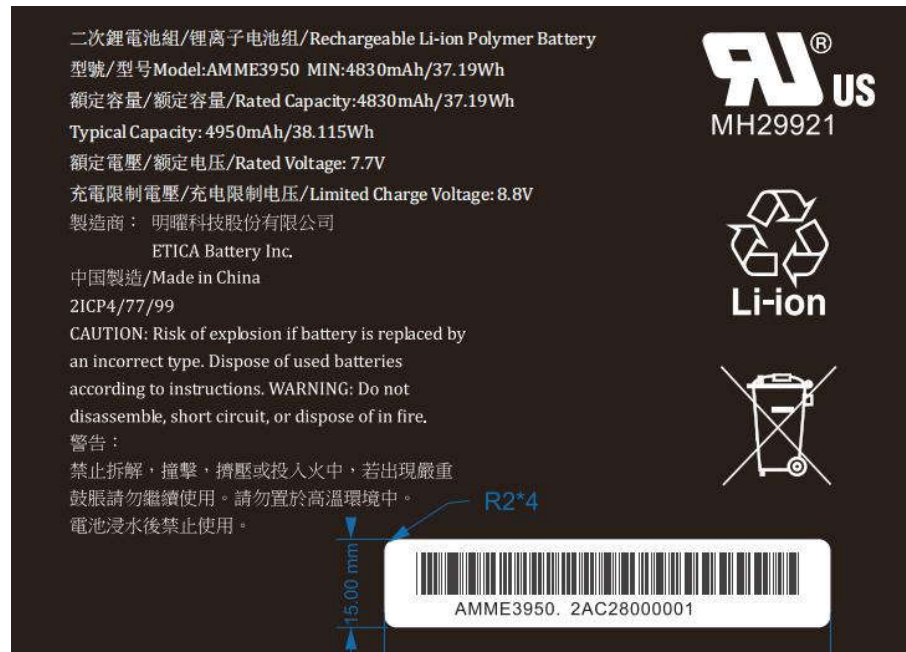 二次鋰電池組/锂离子电池组/Rechargeable Li-ion Polymer Battery
型號/型号Model:AMME3950 MIN:4830mAh/37.19Wh
額定容量/额定容量/Rated Capacity:4830mAh/37.19Wh
Typical Capacity: 4950mAh/38.115Wh
額定電壓/额定电压/Rated Voltage: 7.7V
充電限制電壓/充电限制电压/Limited Charge Voltage: 8.8V
製造商： 明曜科技股份有限公司
ETICA Battery Inc.
中国製造/Made in China
2ICP4/77/99
CAUTION: Risk of explosion if battery is replaced by
an incorrect type. Dispose of used batteries
according to instructions. WARNING: Do not
disassemble, short circuit, or dispose of in fire.
警告：
禁止拆解，撞擊，擠壓或投入火中，若出現嚴重
鼓脹請勿繼續使用。請勿置於高溫環境中。
電池浸水後禁止使用。
RU® US
MH29921
Li-ion
R2*4
15.00 mm
AMME3950. 2AC28000001